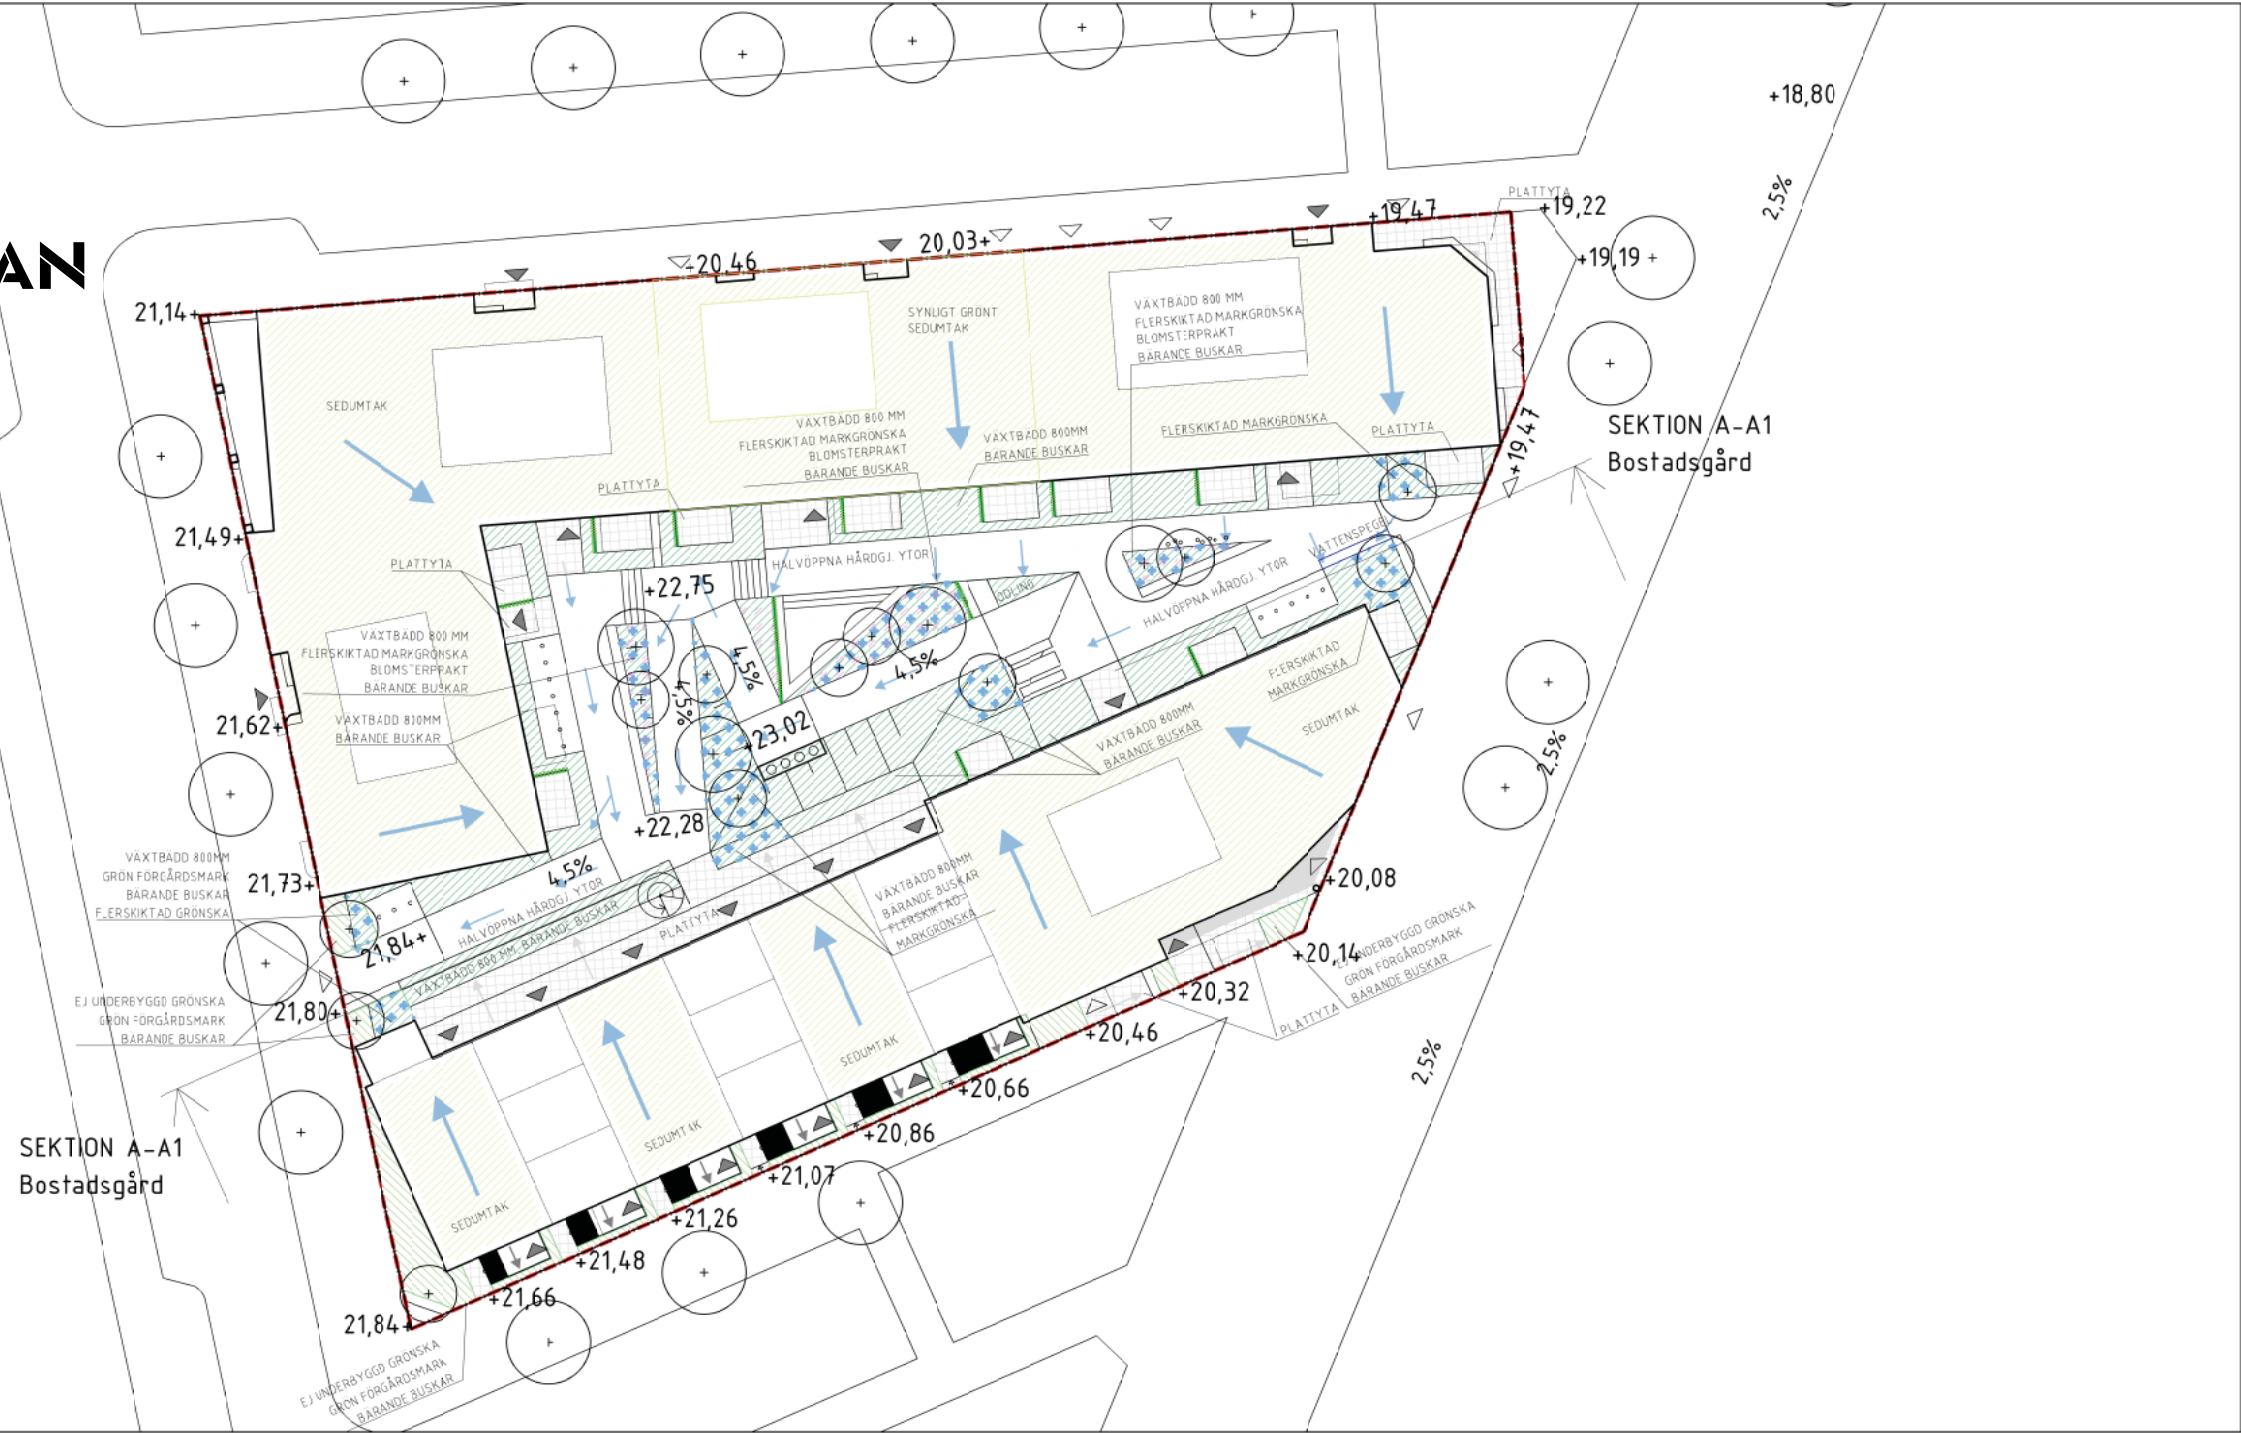 AN
+18,80
2,5%
PLATTYTA
+19,47
+19,22
20,03+
+20,46
+19,19
21,14+
VÄXTBÄDD 800 MM
FLERSKIKTAD MARKGRÖNSKA
BLOMSTERPRAKT
BÄRANDE BUSKAR
SYNLIGT GRÖNT
SEDUMTAK
SEDUMTAK
VÄXTBÄDD 800 MM
FLERSKIKTAD MARKGRÖNSKA
BLOMSTERPRAKT
BÄRANDE BUSKAR
VÄXTBÄDD 800MM
BÄRANDE BUSKAR
FLERSKIKTAD MARKGRÖNSKA
PLATTYTA
+19,47
SEKTION A-A1
Bostadsgård
PLATTYTA
21,49+
VATTENSPEGEL
HALVÖPPNA HÅRDGJ. YTOR
PLATTYTA
+22,75
ODLING
HALVÖPPNA HÅRDGJ. YTOR
VÄXTBÄDD 800 MM
FLERSKIKTAD MARKGRÖNSKA
BLOMSTERPRAKT
BÄRANDE BUSKAR
4,5%
4,5%
4,5%
FLERSKIKTAD
MARKGRÖNSKA
21,62+
VÄXTBÄDD 800MM
BÄRANDE BUSKAR
+23,02
VÄXTBÄDD 800MM
BÄRANDE BUSKAR
SEDUMTAK
2,5%
+22,28
VÄXTBÄDD 800MM
GRÖN FÖRGÅRDSMARK
BÄRANDE BUSKAR
FLERSKIKTAD GRÖNSKA
21,73+
4,5%
HALVÖPPNA HÅRDGJ. YTOR
VÄXTBÄDD 800 MM, BÄRANDE BUSKAR
PLATTYTA
VÄXTBÄDD 800MM
BÄRANDE BUSKAR
FLERSKIKTAD
MARKGRÖNSKA
+20,08
21,84+
+20,14
EJ UNDERBYGGD GRÖNSKA
GRÖN FÖRGÅRDSMARK
BÄRANDE BUSKAR
EJ UNDERBYGGD GRÖNSKA
GRÖN FÖRGÅRDSMARK
BÄRANDE BUSKAR
21,80+
+20,32
PLATTYTA
+20,46
SEDUMTAK
2,5%
+20,66
SEKTION A-A1
Bostadsgård
SEDUMTAK
+20,86
+21,07
SEDUMTAK
+21,26
+21,48
+21,66
21,84+
EJ UNDERBYGGD GRÖNSKA
GRÖN FÖRGÅRDSMARK
BÄRANDE BUSKAR